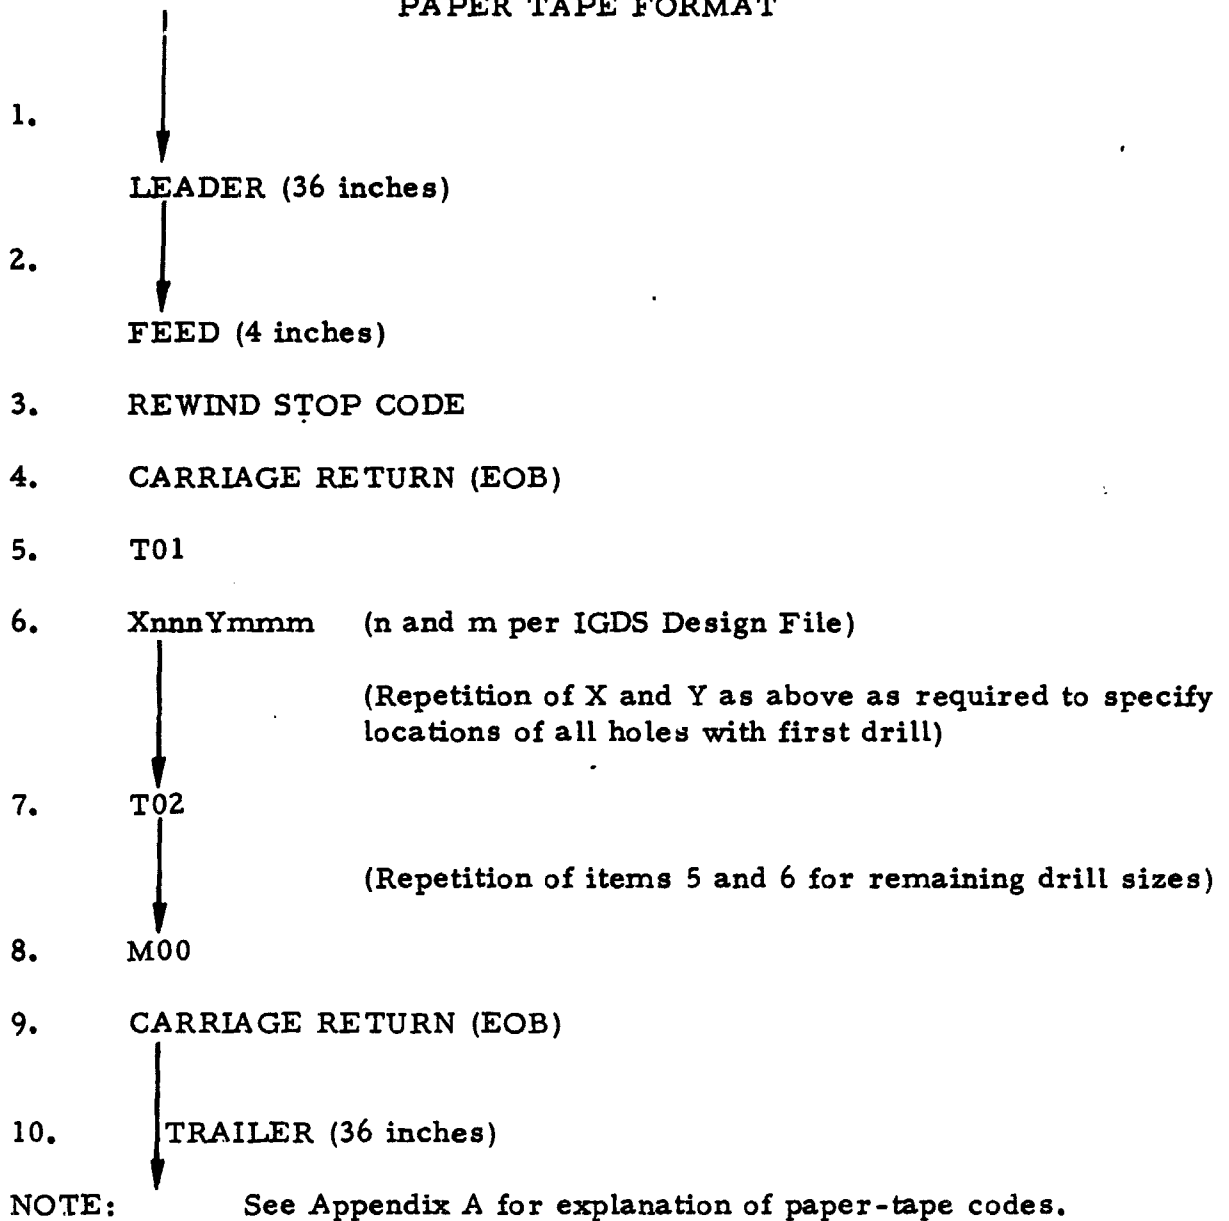 PAPER TAPE FORMAT
1.
LEADER (36 inches)
2.
FEED (4 inches)
3. REWIND STOP CODE
4. CARRIAGE RETURN (EOB)
5. T01
6. XnnnYmmm (n and m per IGDS Design File)
(Repetition of X and Y as above as required to specify
locations of all holes with first drill)
7. T02
(Repetition of items 5 and 6 for remaining drill sizes)
8. M00
9. CARRIAGE RETURN (EOB)
10. TRAILER (36 inches)
NOTE: See Appendix A for explanation of paper-tape codes.